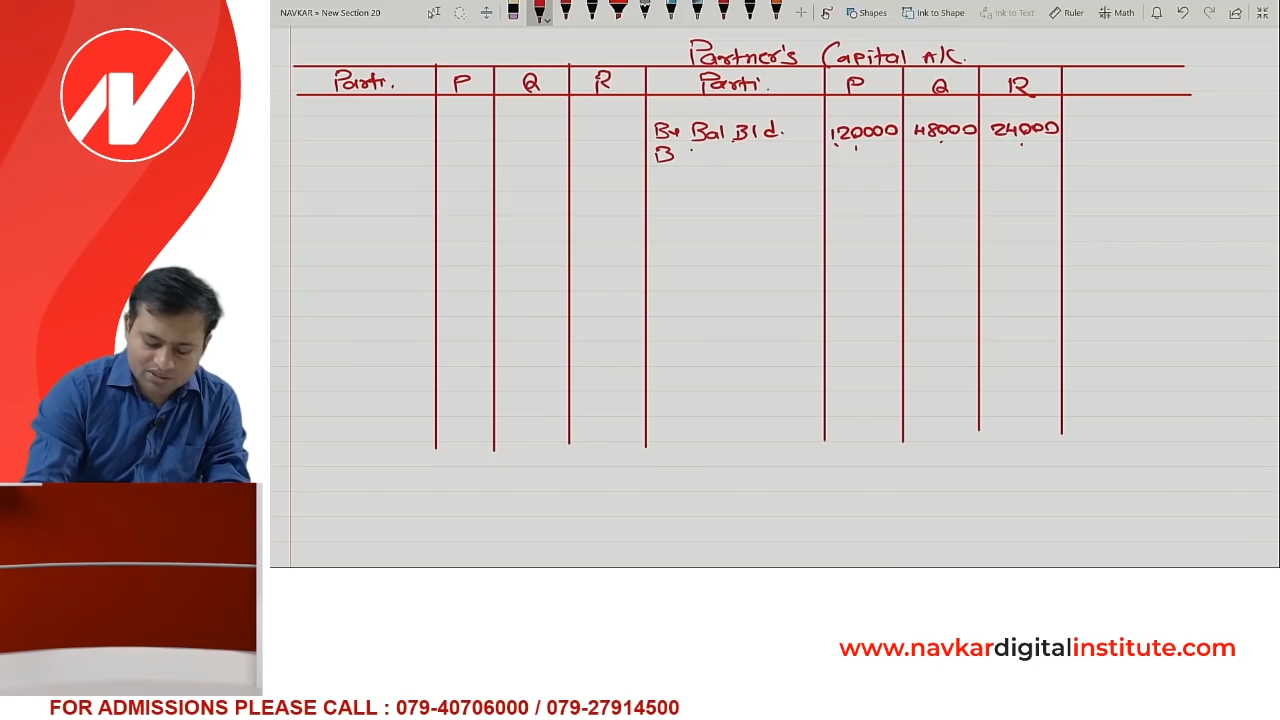 NAVKAR » New Section 20
Shapes Ink to Shape Ink to Text Ruler Math
Partner's Capital A/C.
Parti. P Q R Parti. P Q R
By Bal B/d. 120000 48000 24000
B
www.navkardigitalinstitute.com
FOR ADMISSIONS PLEASE CALL : 079-40706000 / 079-27914500